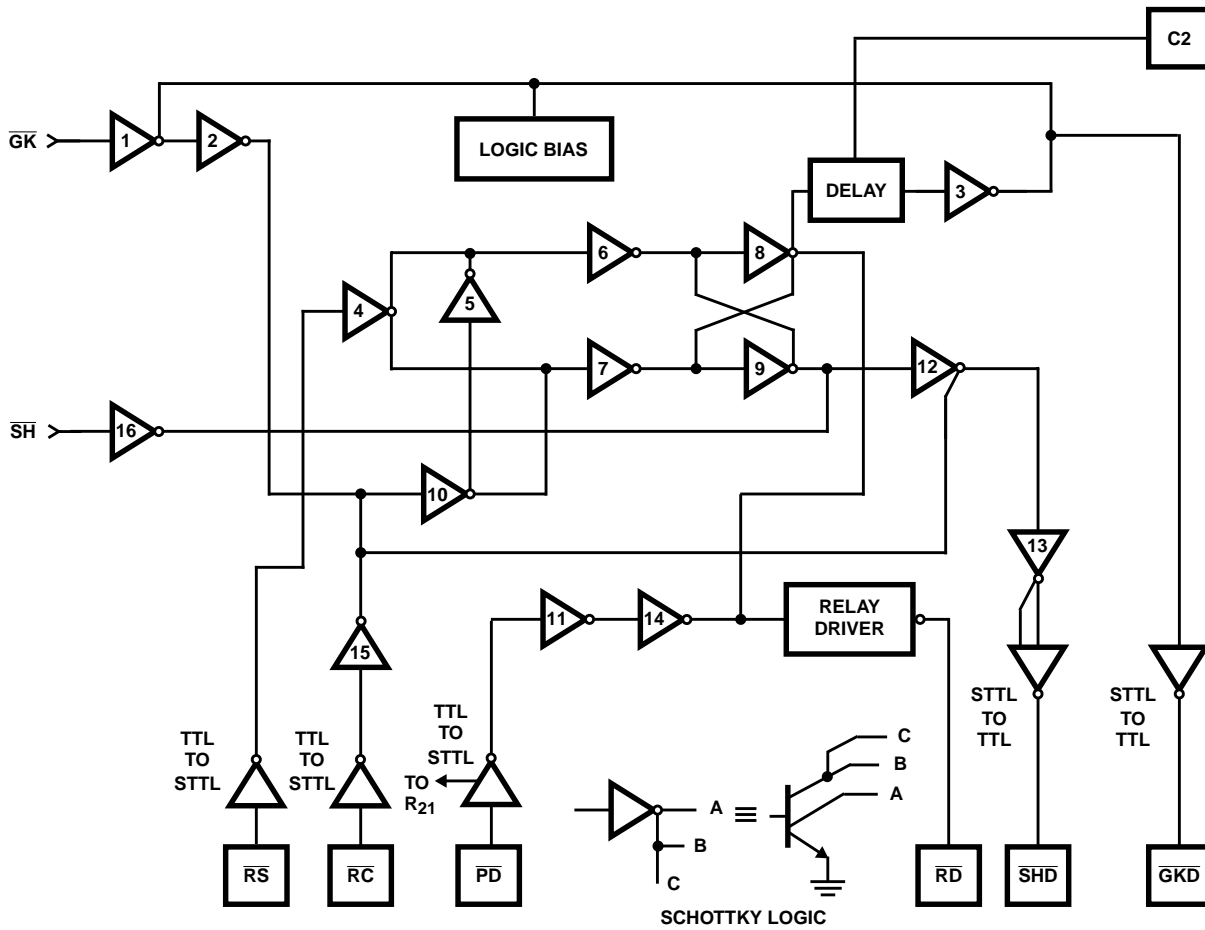 C2
GK
1
2
LOGIC BIAS
DELAY
3
4
5
6
8
7
9
12
SH
16
10
13
11
14
RELAY
DRIVER
15
TTL
TO
STTL
TTL
TO
STTL
TTL
TO
STTL
TO
R21
STTL
TO
TTL
STTL
TO
TTL
A
B
C
≡
C
B
A
RS
RC
PD
RD
SHD
GKD
SCHOTTKY LOGIC